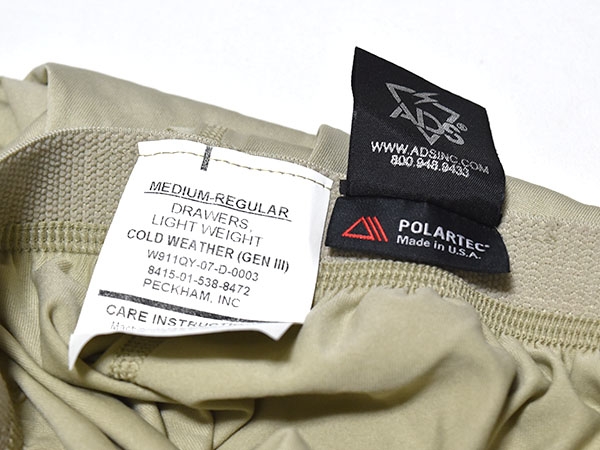 MEDIUM-REGULAR
DRAWERS,
LIGHT WEIGHT
COLD WEATHER (GEN III)
W911QY-07-D-0003
8415-01-538-8472
PECKHAM, INC
CARE
ADS®
WWW.ADSINC.COM
800.948.9433
POLARTEC
Made in U.S.A.